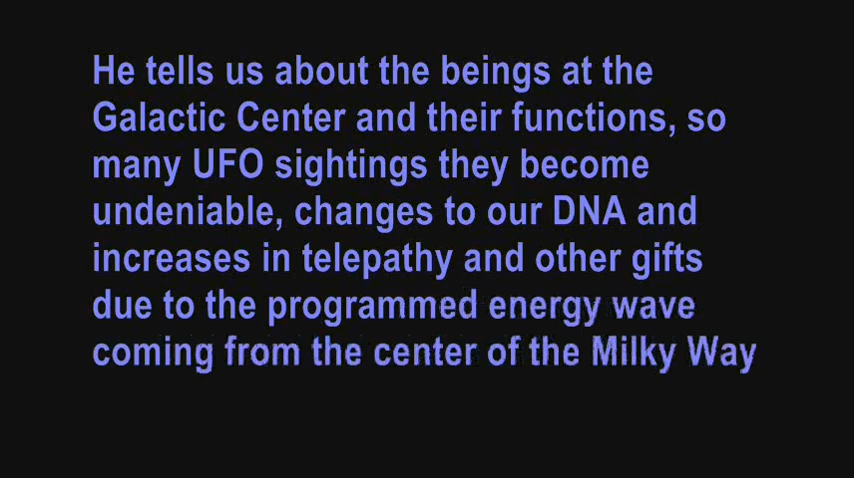 He tells us about the beings at the
Galactic Center and their functions, so
many UFO sightings they become
undeniable, changes to our DNA and
increases in telepathy and other gifts
due to the programmed energy wave
coming from the center of the Milky Way